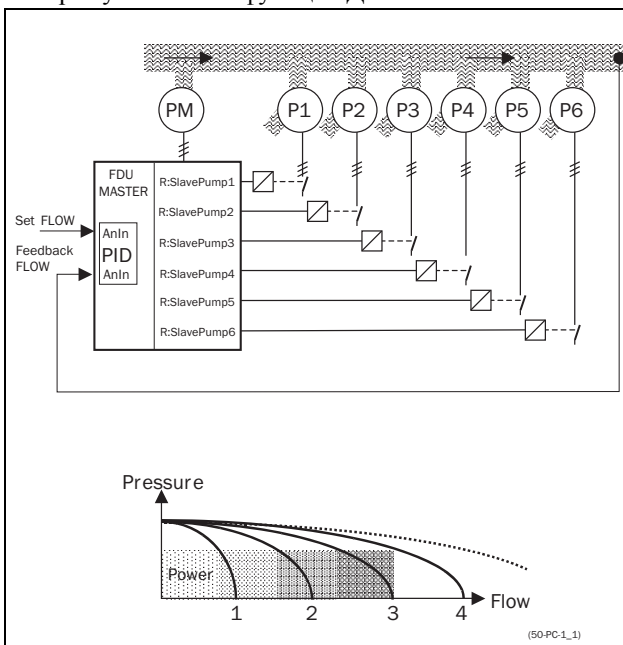 PM
P1 P2 P3 P4 P5 P6
FDU
MASTER
R:SlavePump1
R:SlavePump2
R:SlavePump3
R:SlavePump4
R:SlavePump5
R:SlavePump6
Set FLOW
Feedback
FLOW
AnIn
PID
AnIn
Pressure
Power
1 2 3 4 Flow
(50-PC-1_1)